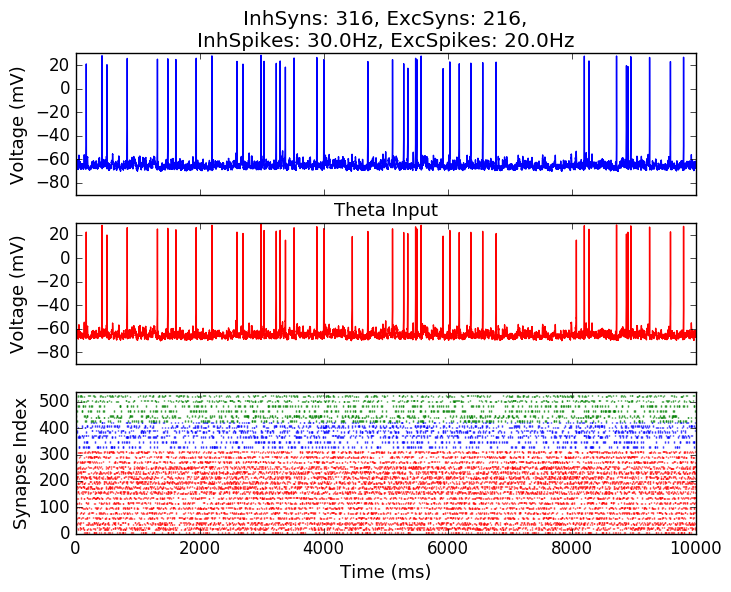 InhSyns: 316, ExcSyns: 216,
InhSpikes: 30.0Hz, ExcSpikes: 20.0Hz
20
0
−20
−40
−60
−80
Voltage (mV)
Theta Input
20
0
−20
−40
−60
−80
Voltage (mV)
500
400
300
200
100
0
Synapse Index
0 2000 4000 6000 8000 10000
Time (ms)